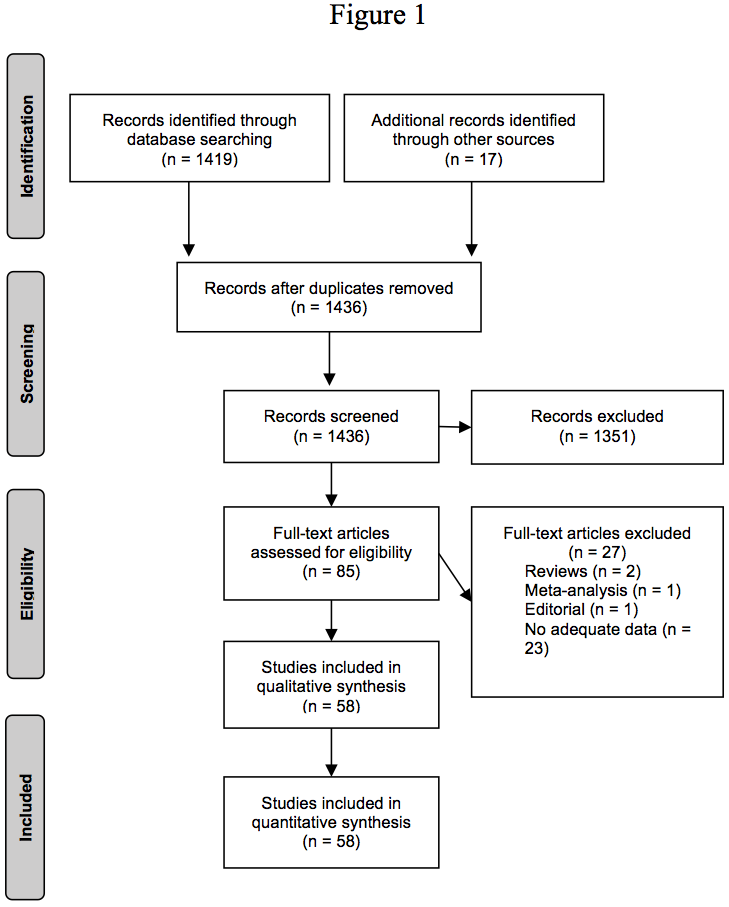 Figure 1
Identification
Records identified through
database searching
(n = 1419)
Additional records identified
through other sources
(n = 17)
Records after duplicates removed
(n = 1436)
Screening
Records screened
(n = 1436)
Records excluded
(n = 1351)
Eligibility
Full-text articles
assessed for eligibility
(n = 85)
Full-text articles excluded
(n = 27)
Reviews (n = 2)
Meta-analysis (n = 1)
Editorial (n = 1)
No adequate data (n =
23)
Studies included in
qualitative synthesis
(n = 58)
Included
Studies included in
quantitative synthesis
(n = 58)